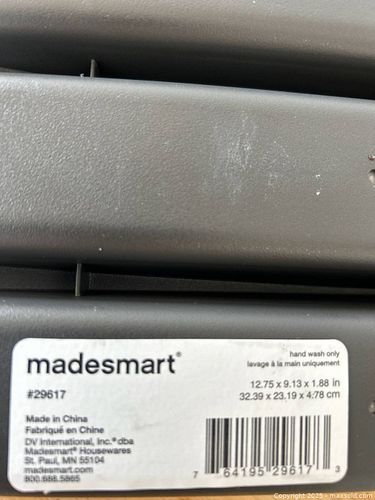 madesmart®
hand wash only
lavage à la main uniquement
#29617
12.75 x 9.13 x 1.88 in
32.39 x 23.19 x 4.78 cm
Made in China
Fabriqué en Chine
DV International, Inc.® dba
Madesmart® Housewares
St. Paul, MN 55104
madesmart.com
800.688.5865
7 64195 29617 3
Copyright 2025 - maxsold.com